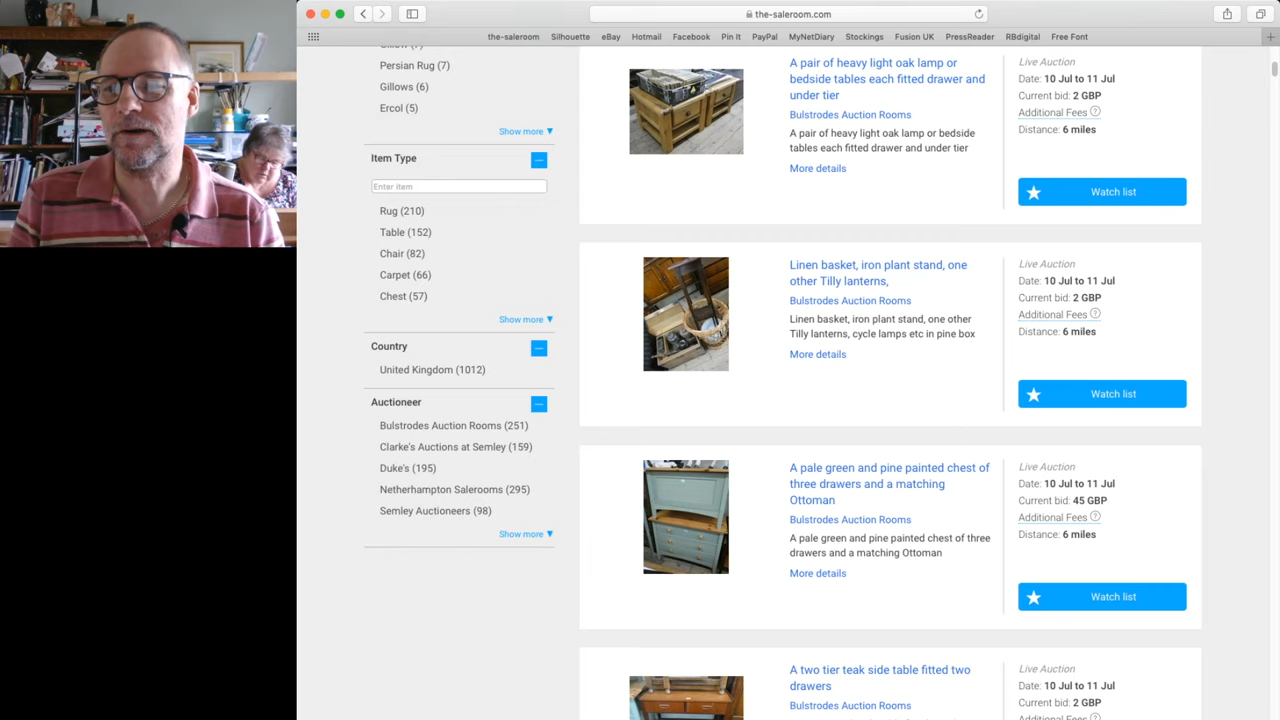 the-saleroom.com
the-saleroom Silhouette eBay Hotmail Facebook Pin It PayPal MyNetDiary Stockings Fusion UK PressReader RBdigital Free Font
Persian Rug (7)
Gillows (6)
Ercol (5)
Show more ▼
Item Type
Enter item
Rug (210)
Table (152)
Chair (82)
Carpet (66)
Chest (57)
Show more ▼
Country
United Kingdom (1012)
Auctioneer
Bulstrodes Auction Rooms (251)
Clarke's Auctions at Semley (159)
Duke's (195)
Netherhampton Salerooms (295)
Semley Auctioneers (98)
Show more ▼
A pair of heavy light oak lamp or
bedside tables each fitted drawer and
under tier
Bulstrodes Auction Rooms
A pair of heavy light oak lamp or bedside
tables each fitted drawer and under tier
More details
Live Auction
Date: 10 Jul to 11 Jul
Current bid: 2 GBP
Additional Fees ?
Distance: 6 miles
Watch list
Linen basket, iron plant stand, one
other Tilly lanterns,
Bulstrodes Auction Rooms
Linen basket, iron plant stand, one other
Tilly lanterns, cycle lamps etc in pine box
More details
Live Auction
Date: 10 Jul to 11 Jul
Current bid: 2 GBP
Additional Fees ?
Distance: 6 miles
Watch list
A pale green and pine painted chest of
three drawers and a matching
Ottoman
Bulstrodes Auction Rooms
A pale green and pine painted chest of three
drawers and a matching Ottoman
More details
Live Auction
Date: 10 Jul to 11 Jul
Current bid: 45 GBP
Additional Fees ?
Distance: 6 miles
Watch list
A two tier teak side table fitted two
drawers
Bulstrodes Auction Rooms
Live Auction
Date: 10 Jul to 11 Jul
Current bid: 2 GBP